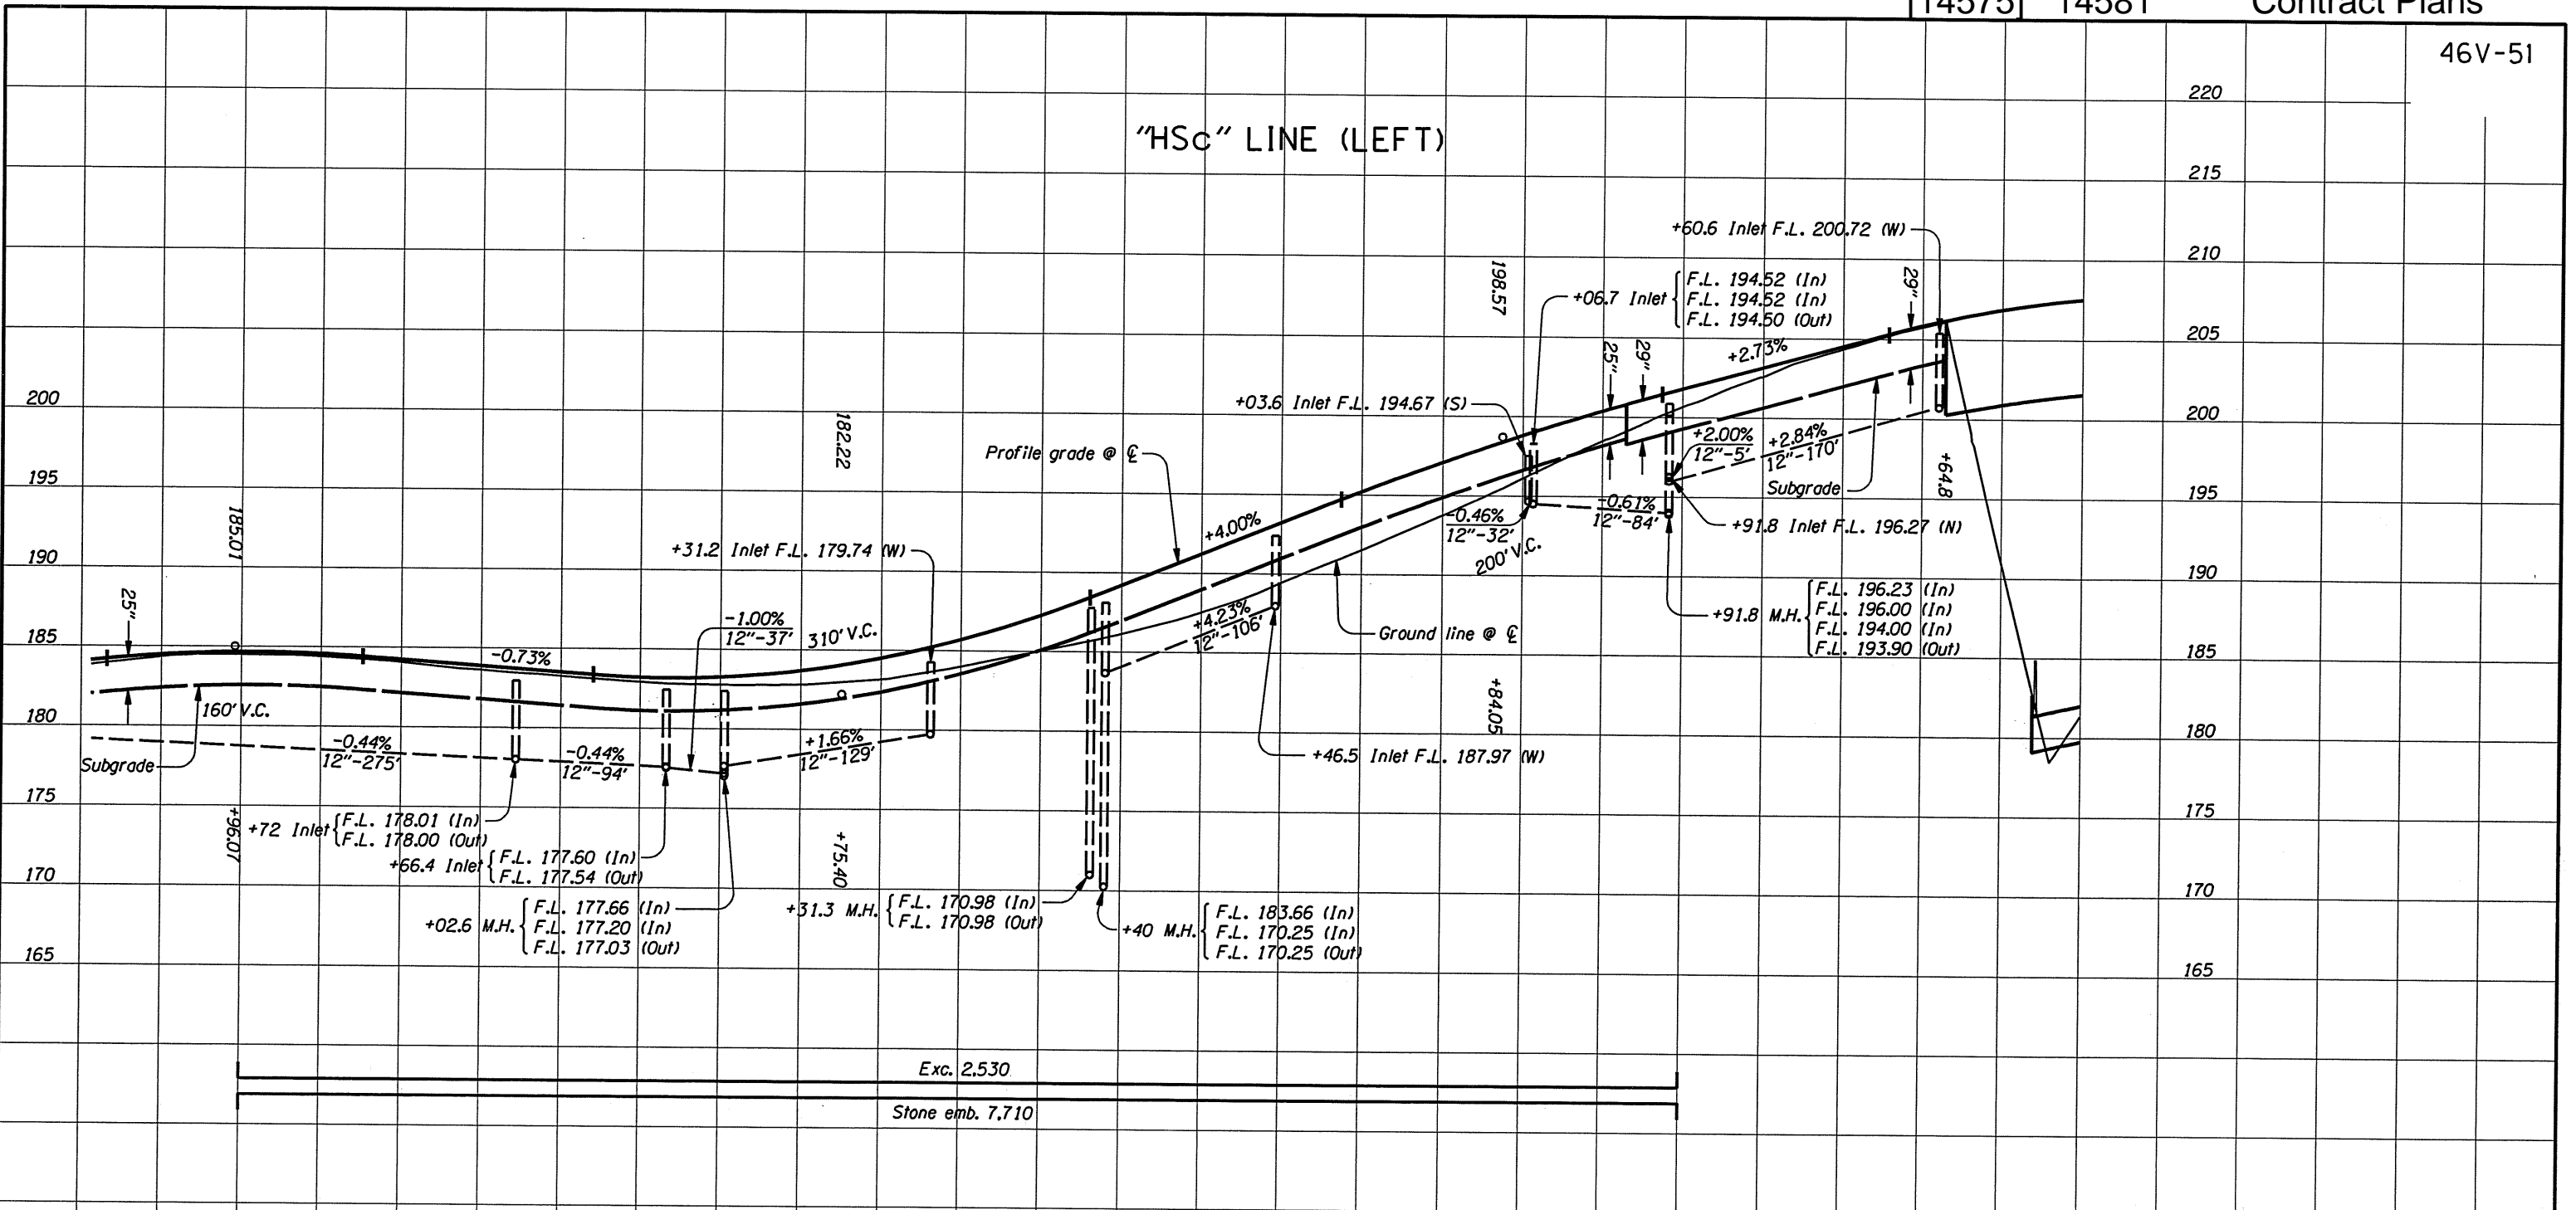 14575 14581 Contract Plans
46V-51
"HSc" LINE (LEFT)
220
215
210
205
200
195
190
185
180
175
170
165
200
195
190
185
180
175
170
165
+60.6 Inlet F.L. 200.72 (W)
198.57
+06.7 Inlet
F.L. 194.52 (In)
F.L. 194.52 (In)
F.L. 194.50 (Out)
29"
25"
29"
+2.73%
+03.6 Inlet F.L. 194.67 (S)
182.22
Profile grade @ ℄
+2.00%
12"-5'
+2.84%
12"-170'
+64.8
Subgrade
185.01
+4.00%
-0.46%
12"-32'
-0.61%
12"-84'
200' V.C.
+91.8 Inlet F.L. 196.27 (N)
+31.2 Inlet F.L. 179.74 (W)
25"
-1.00%
12"-37'
310' V.C.
+4.23%
12"-106'
Ground line @ ℄
+91.8 M.H.
F.L. 196.23 (In)
F.L. 196.00 (In)
F.L. 194.00 (In)
F.L. 193.90 (Out)
-0.73%
+84.05
160' V.C.
Subgrade
-0.44%
12"-275'
-0.44%
12"-94'
+1.66%
12"-129'
+46.5 Inlet F.L. 187.97 (W)
+96.07
+72 Inlet
F.L. 178.01 (In)
F.L. 178.00 (Out)
+75.40
+66.4 Inlet
F.L. 177.60 (In)
F.L. 177.54 (Out)
+02.6 M.H.
F.L. 177.66 (In)
F.L. 177.20 (In)
F.L. 177.03 (Out)
+31.3 M.H.
F.L. 170.98 (In)
F.L. 170.98 (Out)
+40 M.H.
F.L. 183.66 (In)
F.L. 170.25 (In)
F.L. 170.25 (Out)
Exc. 2,530
Stone emb. 7,710